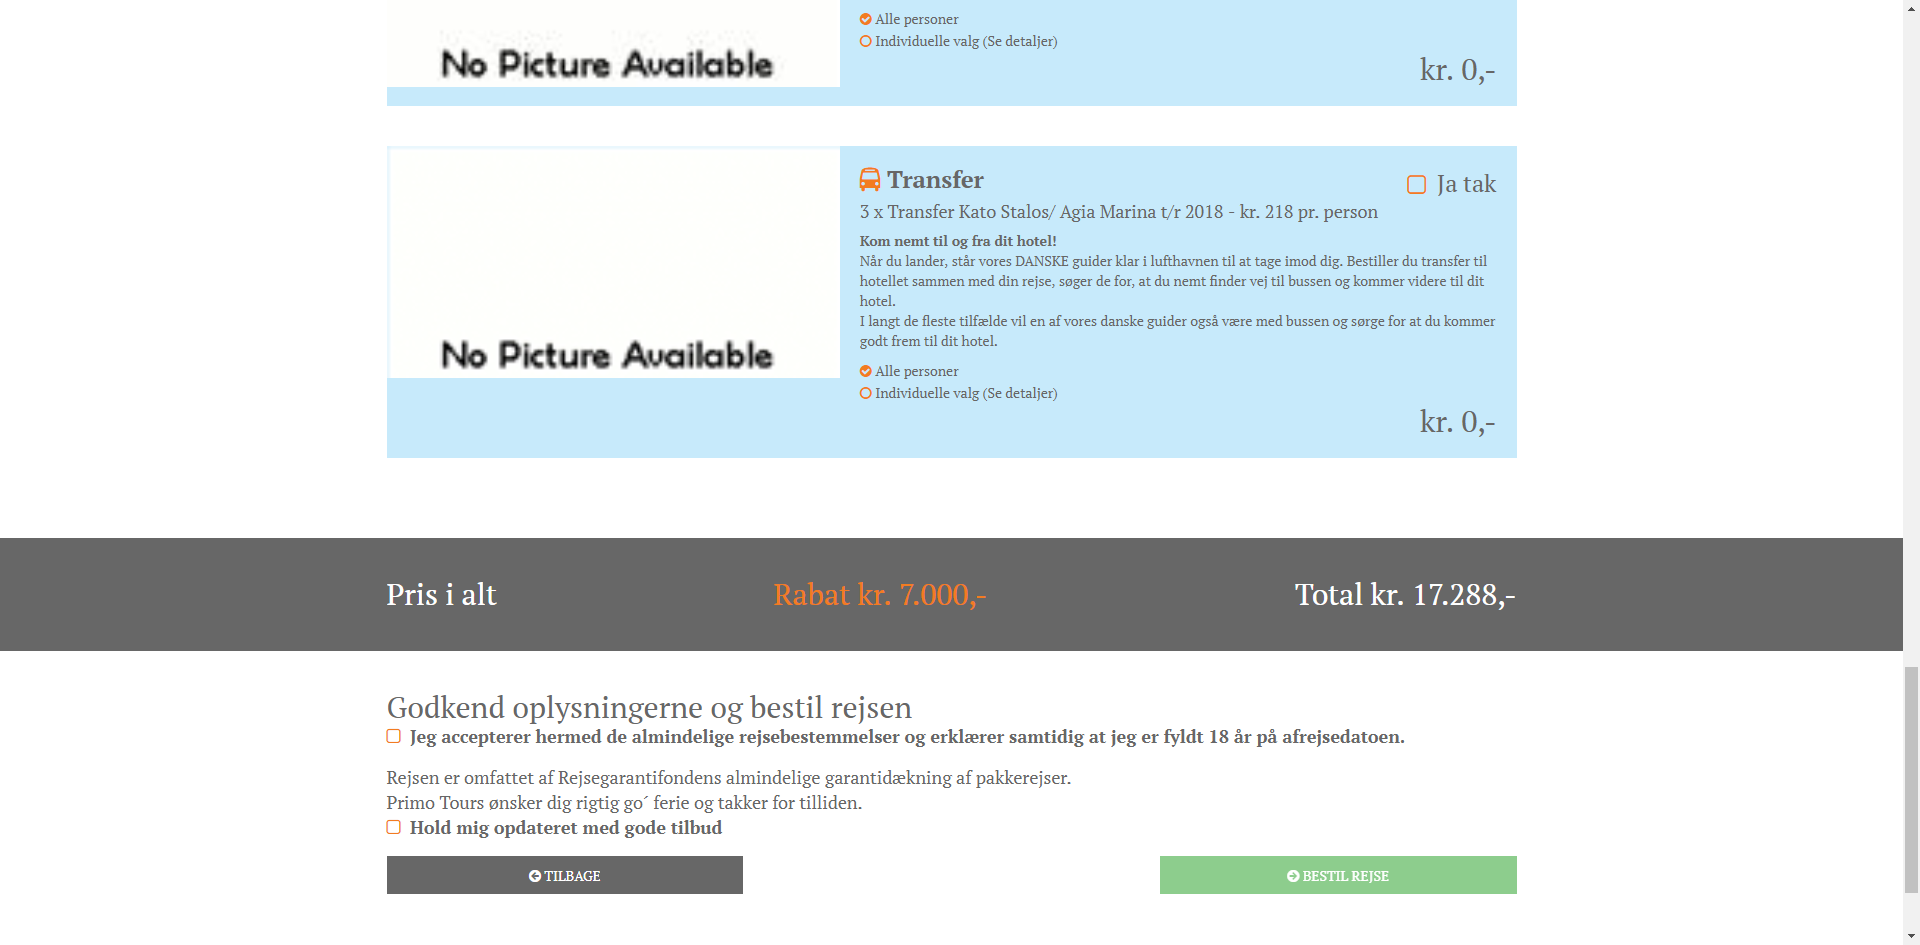 No Picture Available
Alle personer
Individuelle valg (Se detaljer)
kr. 0,-
No Picture Available
Transfer
Ja tak
3 x Transfer Kato Stalos/ Agia Marina t/r 2018 - kr. 218 pr. person
Kom nemt til og fra dit hotel!
Når du lander, står vores DANSKE guider klar i lufthavnen til at tage imod dig. Bestiller du transfer til
hotellet sammen med din rejse, søger de for, at du nemt finder vej til bussen og kommer videre til dit
hotel.
I langt de fleste tilfælde vil en af vores danske guider også være med bussen og sørge for at du kommer
godt frem til dit hotel.
Alle personer
Individuelle valg (Se detaljer)
kr. 0,-
Pris i alt
Rabat kr. 7.000,-
Total kr. 17.288,-
Godkend oplysningerne og bestil rejsen
Jeg accepterer hermed de almindelige rejsebestemmelser og erklærer samtidig at jeg er fyldt 18 år på afrejsedatoen.
Rejsen er omfattet af Rejsegarantifondens almindelige garantidækning af pakkerejser.
Primo Tours ønsker dig rigtig go´ ferie og takker for tilliden.
Hold mig opdateret med gode tilbud
TILBAGE
BESTIL REJSE